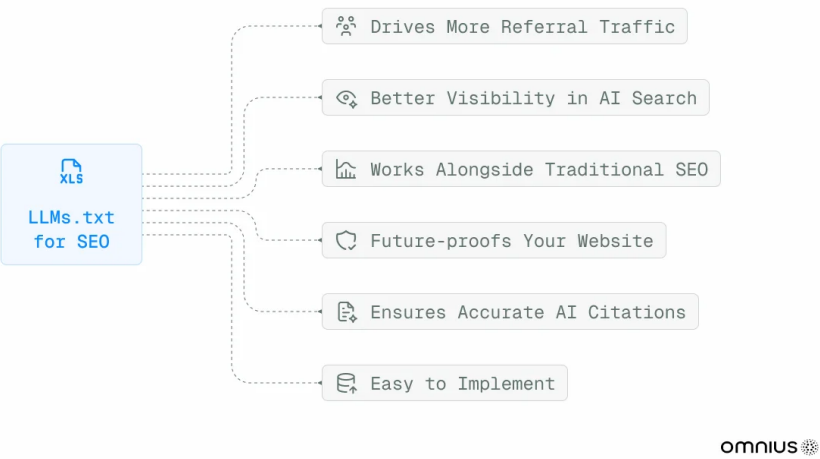 Drives More Referral Traffic
Better Visibility in AI Search
Works Alongside Traditional SEO
XLS
LLMs.txt
for SEO
Future-proofs Your Website
Ensures Accurate AI Citations
Easy to Implement
omnius